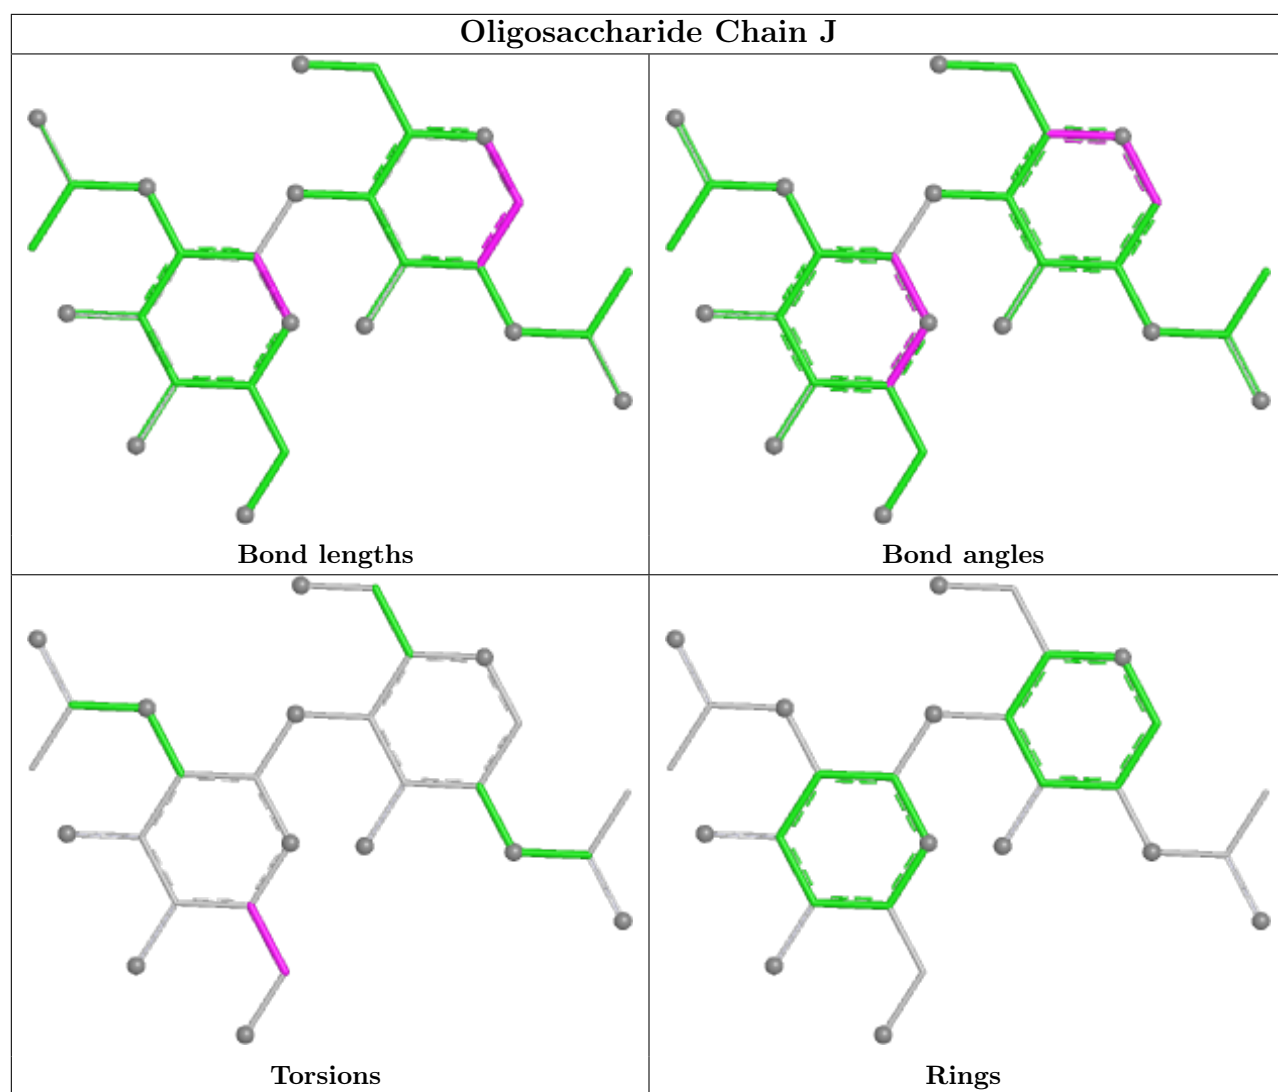 Oligosaccharide Chain J
Bond lengths
Bond angles
Torsions
Rings